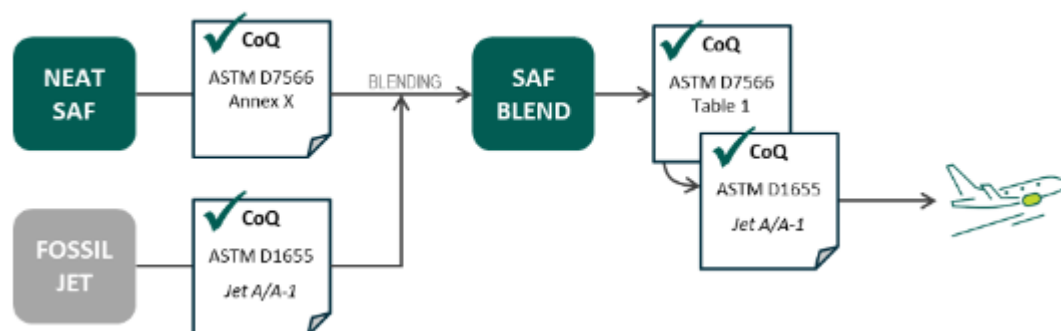 NEAT
SAF
CoQ
ASTM D7566
Annex X
BLENDING
SAF
BLEND
CoQ
ASTM D7566
Table 1
CoQ
ASTM D1655
Jet A/A-1
FOSSIL
JET
CoQ
ASTM D1655
Jet A/A-1